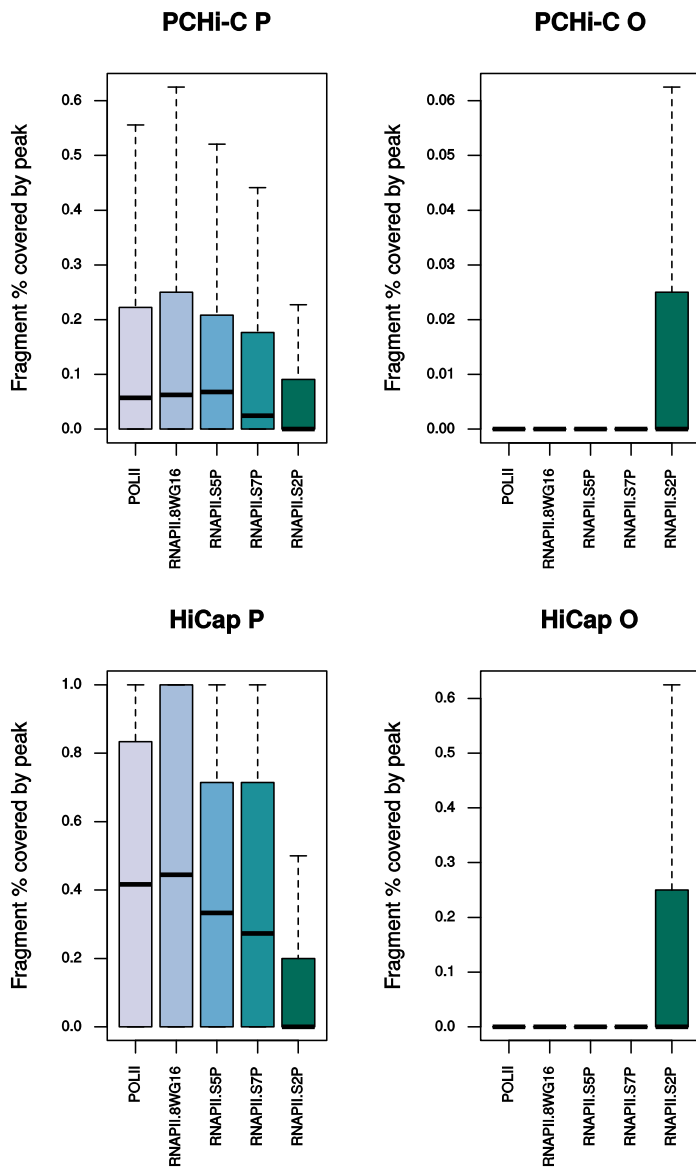 PCHi-C P
Fragment % covered by peak
0.6
0.5
0.4
0.3
0.2
0.1
0.0
POLII
RNAPII.8WG16
RNAPII.S5P
RNAPII.S7P
RNAPII.S2P
PCHi-C O
Fragment % covered by peak
0.06
0.05
0.04
0.03
0.02
0.01
0.00
POLII
RNAPII.8WG16
RNAPII.S5P
RNAPII.S7P
RNAPII.S2P
HiCap P
Fragment % covered by peak
1.0
0.8
0.6
0.4
0.2
0.0
POLII
RNAPII.8WG16
RNAPII.S5P
RNAPII.S7P
RNAPII.S2P
HiCap O
Fragment % covered by peak
0.6
0.5
0.4
0.3
0.2
0.1
0.0
POLII
RNAPII.8WG16
RNAPII.S5P
RNAPII.S7P
RNAPII.S2P